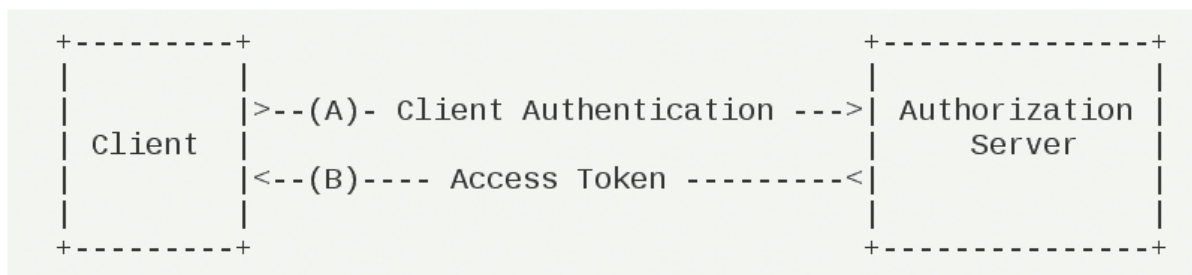 +---------+                                  +---------------+
|         |                                  |               |
|         |>--(A)- Client Authentication --->| Authorization |
| Client  |                                  |     Server    |
|         |<--(B)---- Access Token ---------<|               |
|         |                                  |               |
+---------+                                  +---------------+